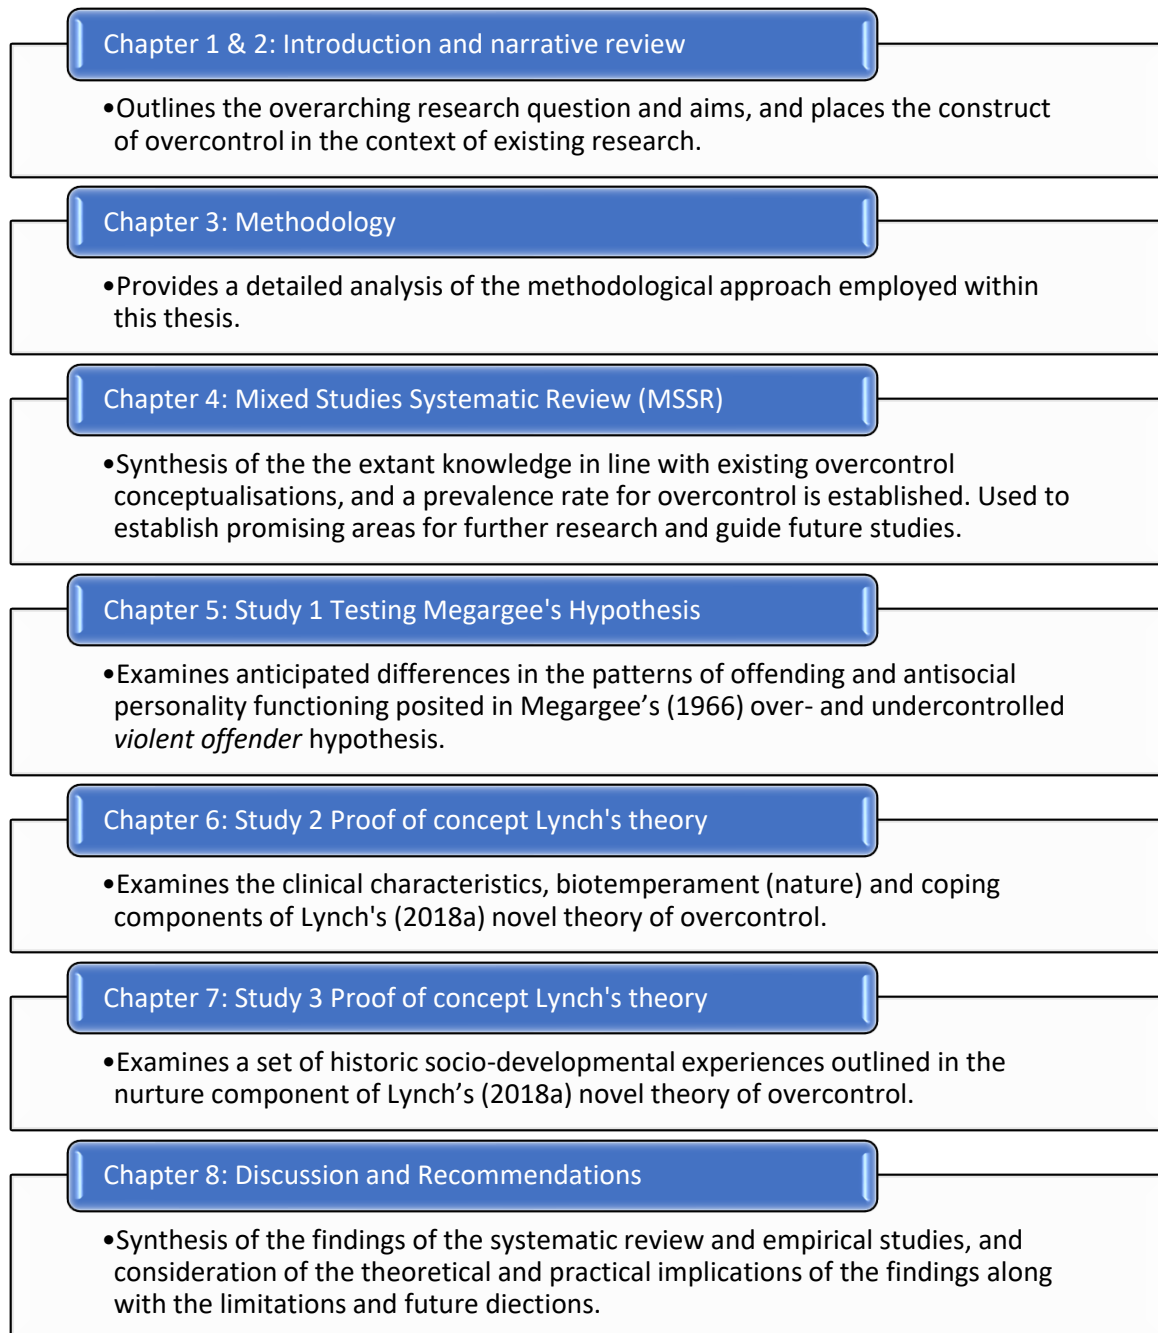 Chapter 1 & 2: Introduction and narrative review
•Outlines the overarching research question and aims, and places the construct
of overcontrol in the context of existing research.
Chapter 3: Methodology
•Provides a detailed analysis of the methodological approach employed within
this thesis.
Chapter 4: Mixed Studies Systematic Review (MSSR)
•Synthesis of the the extant knowledge in line with existing overcontrol
conceptualisations, and a prevalence rate for overcontrol is established. Used to
establish promising areas for further research and guide future studies.
Chapter 5: Study 1 Testing Megargee's Hypothesis
•Examines anticipated differences in the patterns of offending and antisocial
personality functioning posited in Megargee’s (1966) over- and undercontrolled
violent offender hypothesis.
Chapter 6: Study 2 Proof of concept Lynch's theory
•Examines the clinical characteristics, biotemperament (nature) and coping
components of Lynch's (2018a) novel theory of overcontrol.
Chapter 7: Study 3 Proof of concept Lynch's theory
•Examines a set of historic socio-developmental experiences outlined in the
nurture component of Lynch’s (2018a) novel theory of overcontrol.
Chapter 8: Discussion and Recommendations
•Synthesis of the findings of the systematic review and empirical studies, and
consideration of the theoretical and practical implications of the findings along
with the limitations and future diections.